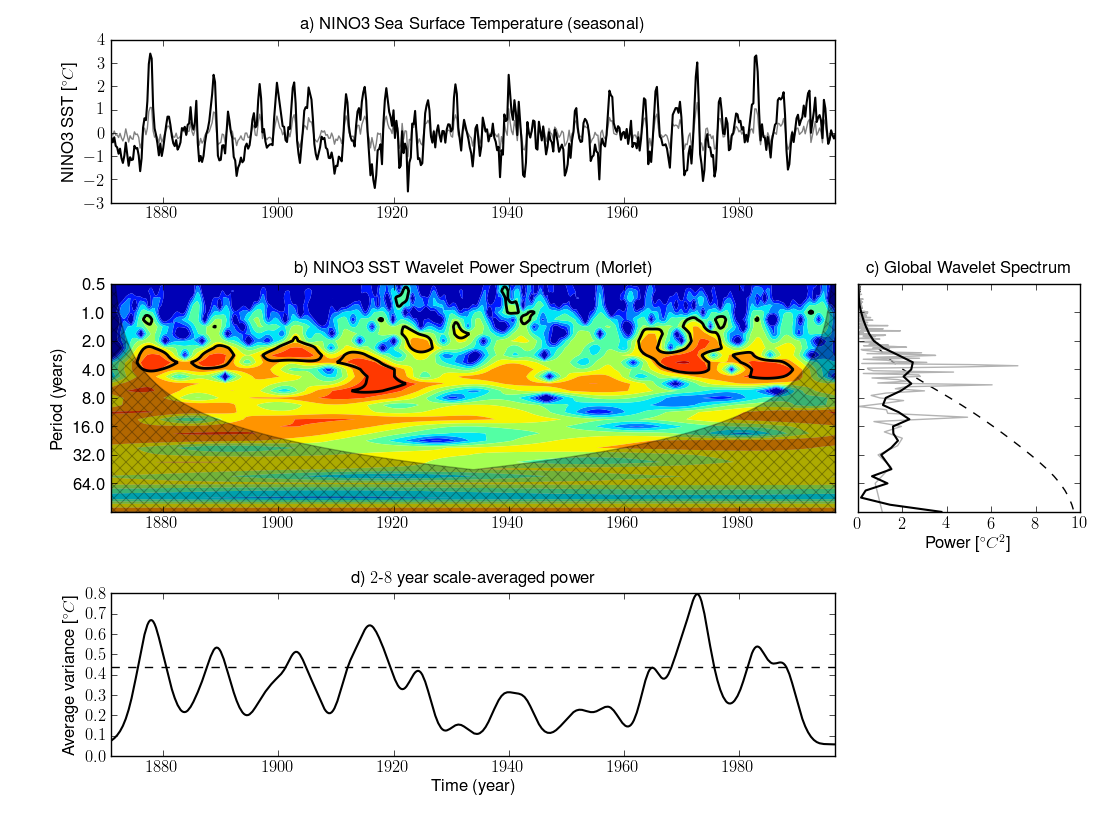 a) NINO3 Sea Surface Temperature (seasonal)
NINO3 SST [°C]
4
3
2
1
0
−1
−2
−3
1880 1900 1920 1940 1960 1980
b) NINO3 SST Wavelet Power Spectrum (Morlet)
Period (years)
0.5
1.0
2.0
4.0
8.0
16.0
32.0
64.0
1880 1900 1920 1940 1960 1980
c) Global Wavelet Spectrum
0 2 4 6 8 10
Power [°C²]
d) 2-8 year scale-averaged power
Average variance [°C]
0.8
0.7
0.6
0.5
0.4
0.3
0.2
0.1
0.0
1880 1900 1920 1940 1960 1980
Time (year)